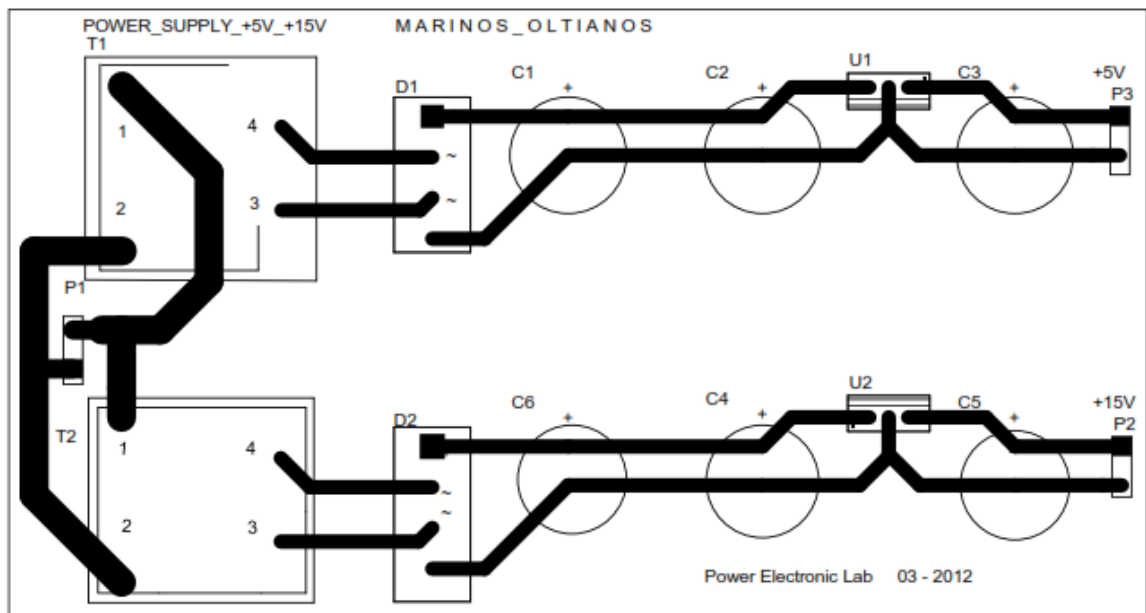 POWER_SUPPLY_+5V_+15V
MARINOS_OLTIANOS
T1
1
2
4
3
D1
~
~
C1
+
C2
+
U1
C3
+
+5V
P3
P1
T2
1
2
4
3
D2
~
~
C6
+
C4
+
U2
C5
+
+15V
P2
Power Electronic Lab 03 - 2012